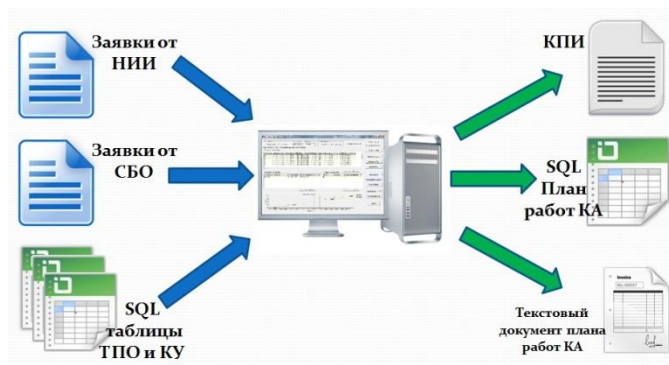 Заявки от
НИИ
Заявки от
СБО
SQL
таблицы
ТПО и КУ
КПИ
SQL
План
работ КА
Invoice
Текстовый
документ плана
работ КА